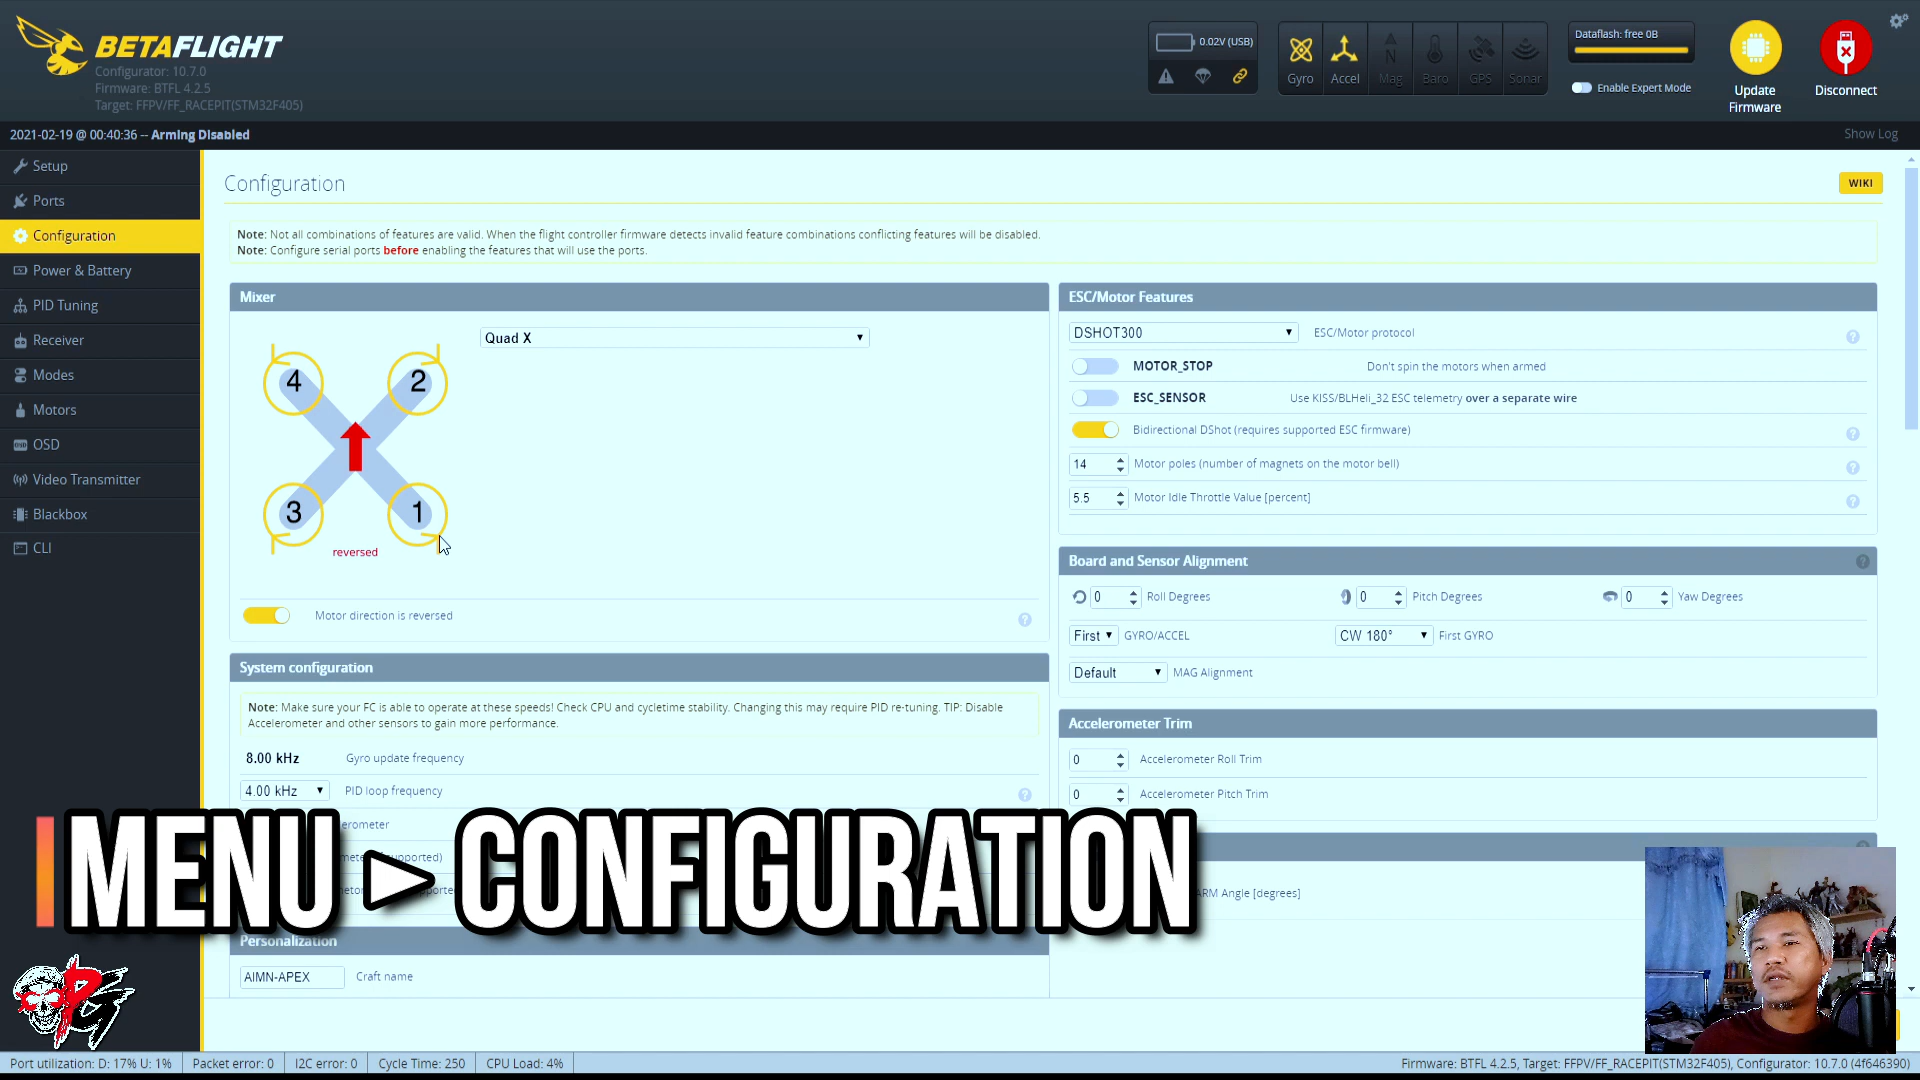 BETAFLIGHT
Configurator: 10.7.0
Firmware: BTFL 4.2.5
Target: FFPV/FF_RACEPIT(STM32F405)
0.02V (USB)
Gyro
Accel
Mag
Baro
GPS
Sonar
Dataflash: free 0B
Enable Expert Mode
Update
Firmware
Disconnect
2021-02-19 @ 00:40:36 -- Arming Disabled
Show Log
Setup
Ports
Configuration
Power & Battery
PID Tuning
Receiver
Modes
Motors
OSD
Video Transmitter
Blackbox
CLI
Configuration
WIKI
Note: Not all combinations of features are valid. When the flight controller firmware detects invalid feature combinations conflicting features will be disabled.
Note: Configure serial ports before enabling the features that will use the ports.
Mixer
Quad X
4
2
3
1
reversed
Motor direction is reversed
ESC/Motor Features
DSHOT300
ESC/Motor protocol
MOTOR_STOP
Don't spin the motors when armed
ESC_SENSOR
Use KISS/BLHeli_32 ESC telemetry over a separate wire
Bidirectional DShot (requires supported ESC firmware)
14
Motor poles (number of magnets on the motor bell)
5.5
Motor Idle Throttle Value [percent]
Board and Sensor Alignment
0
Roll Degrees
0
Pitch Degrees
0
Yaw Degrees
First
GYRO/ACCEL
CW 180°
First GYRO
Default
MAG Alignment
System configuration
Note: Make sure your FC is able to operate at these speeds! Check CPU and cycletime stability. Changing this may require PID re-tuning. TIP: Disable
Accelerometer and other sensors to gain more performance.
8.00 kHz
Gyro update frequency
4.00 kHz
PID loop frequency
Accelerometer Trim
0
Accelerometer Roll Trim
0
Accelerometer Pitch Trim
ARM Angle [degrees]
MENU ► CONFIGURATION
Personalization
AIMN-APEX
Craft name
Port utilization: D: 17% U: 1%
Packet error: 0
I2C error: 0
Cycle Time: 250
CPU Load: 4%
Firmware: BTFL 4.2.5, Target: FFPV/FF_RACEPIT(STM32F405), Configurator: 10.7.0 (4f646390)